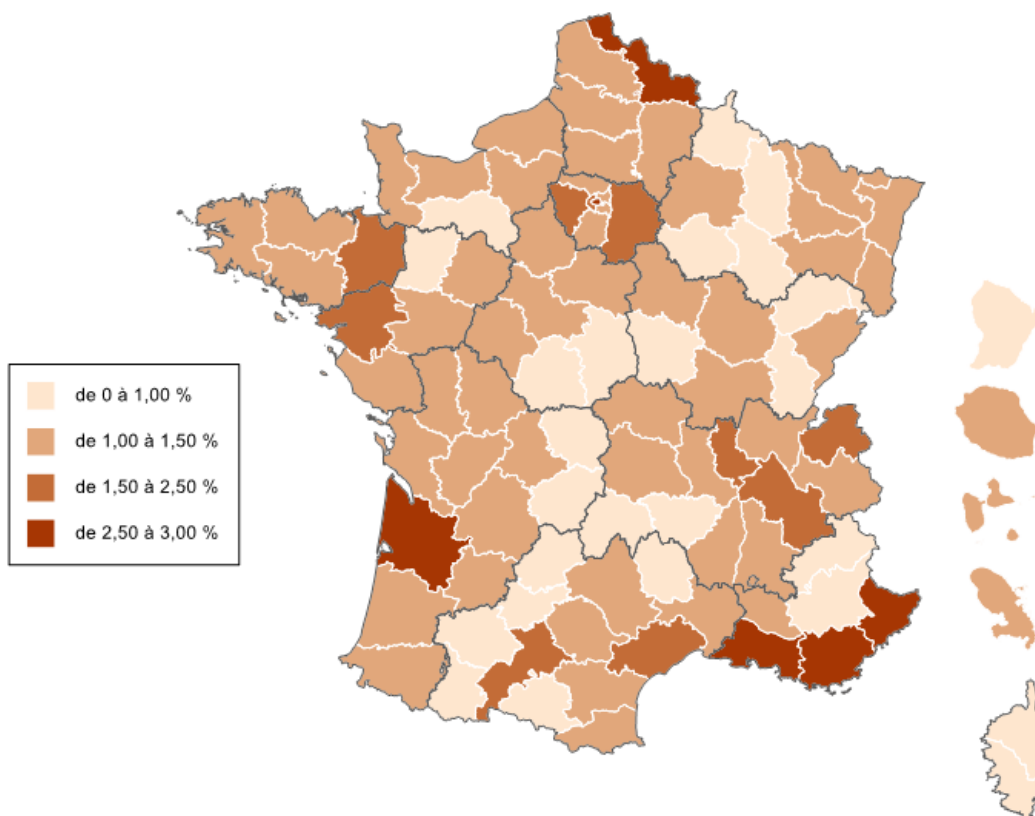 de 0 à 1,00 %
de 1,00 à 1,50 %
de 1,50 à 2,50 %
de 2,50 à 3,00 %